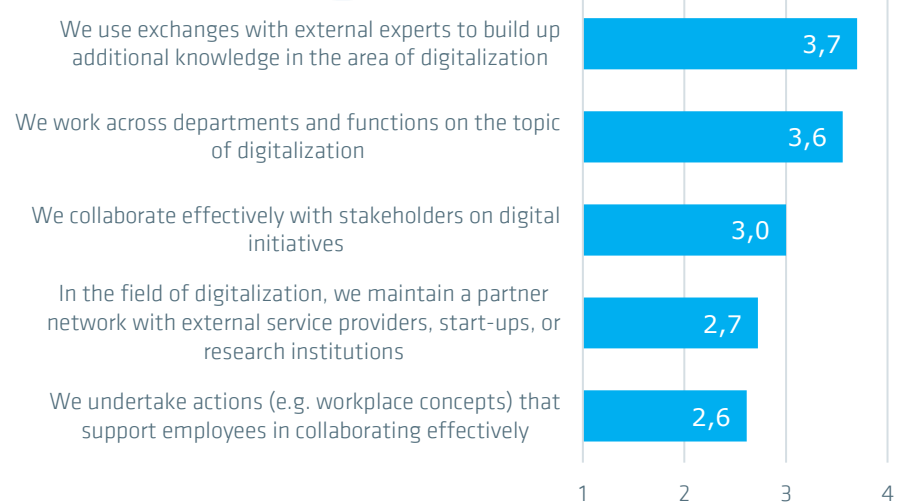 We use exchanges with external experts to build up
additional knowledge in the area of digitalization
3,7
We work across departments and functions on the topic
of digitalization
3,6
We collaborate effectively with stakeholders on digital
initiatives
3,0
In the field of digitalization, we maintain a partner
network with external service providers, start-ups, or
research institutions
2,7
We undertake actions (e.g. workplace concepts) that
support employees in collaborating effectively
2,6
1 2 3 4